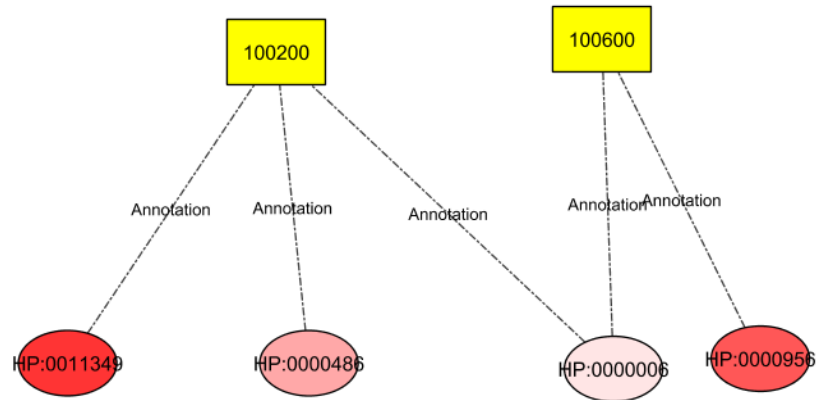 100200
100600
Annotation
Annotation
Annotation
Annotation
Annotation
HP:0011349
HP:0000486
HP:0000006
HP:0000956